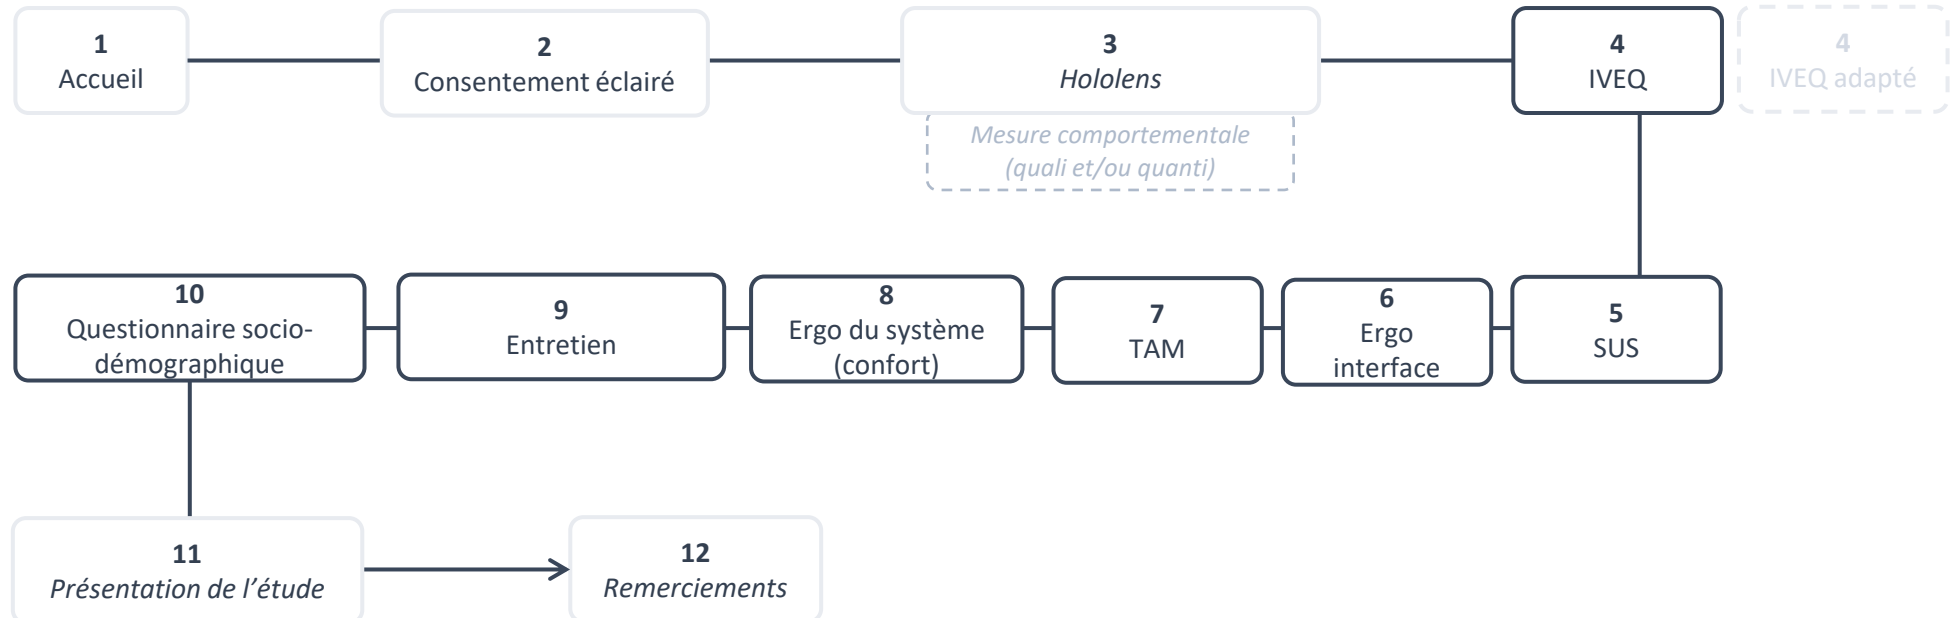 1
Accueil
2
Consentement éclairé
3
Hololens
4
IVEQ
4
IVEQ adapté
Mesure comportementale
(quali et/ou quanti)
10
Questionnaire socio-
démographique
9
Entretien
8
Ergo du système
(confort)
7
TAM
6
Ergo
interface
5
SUS
11
Présentation de l’étude
12
Remerciements